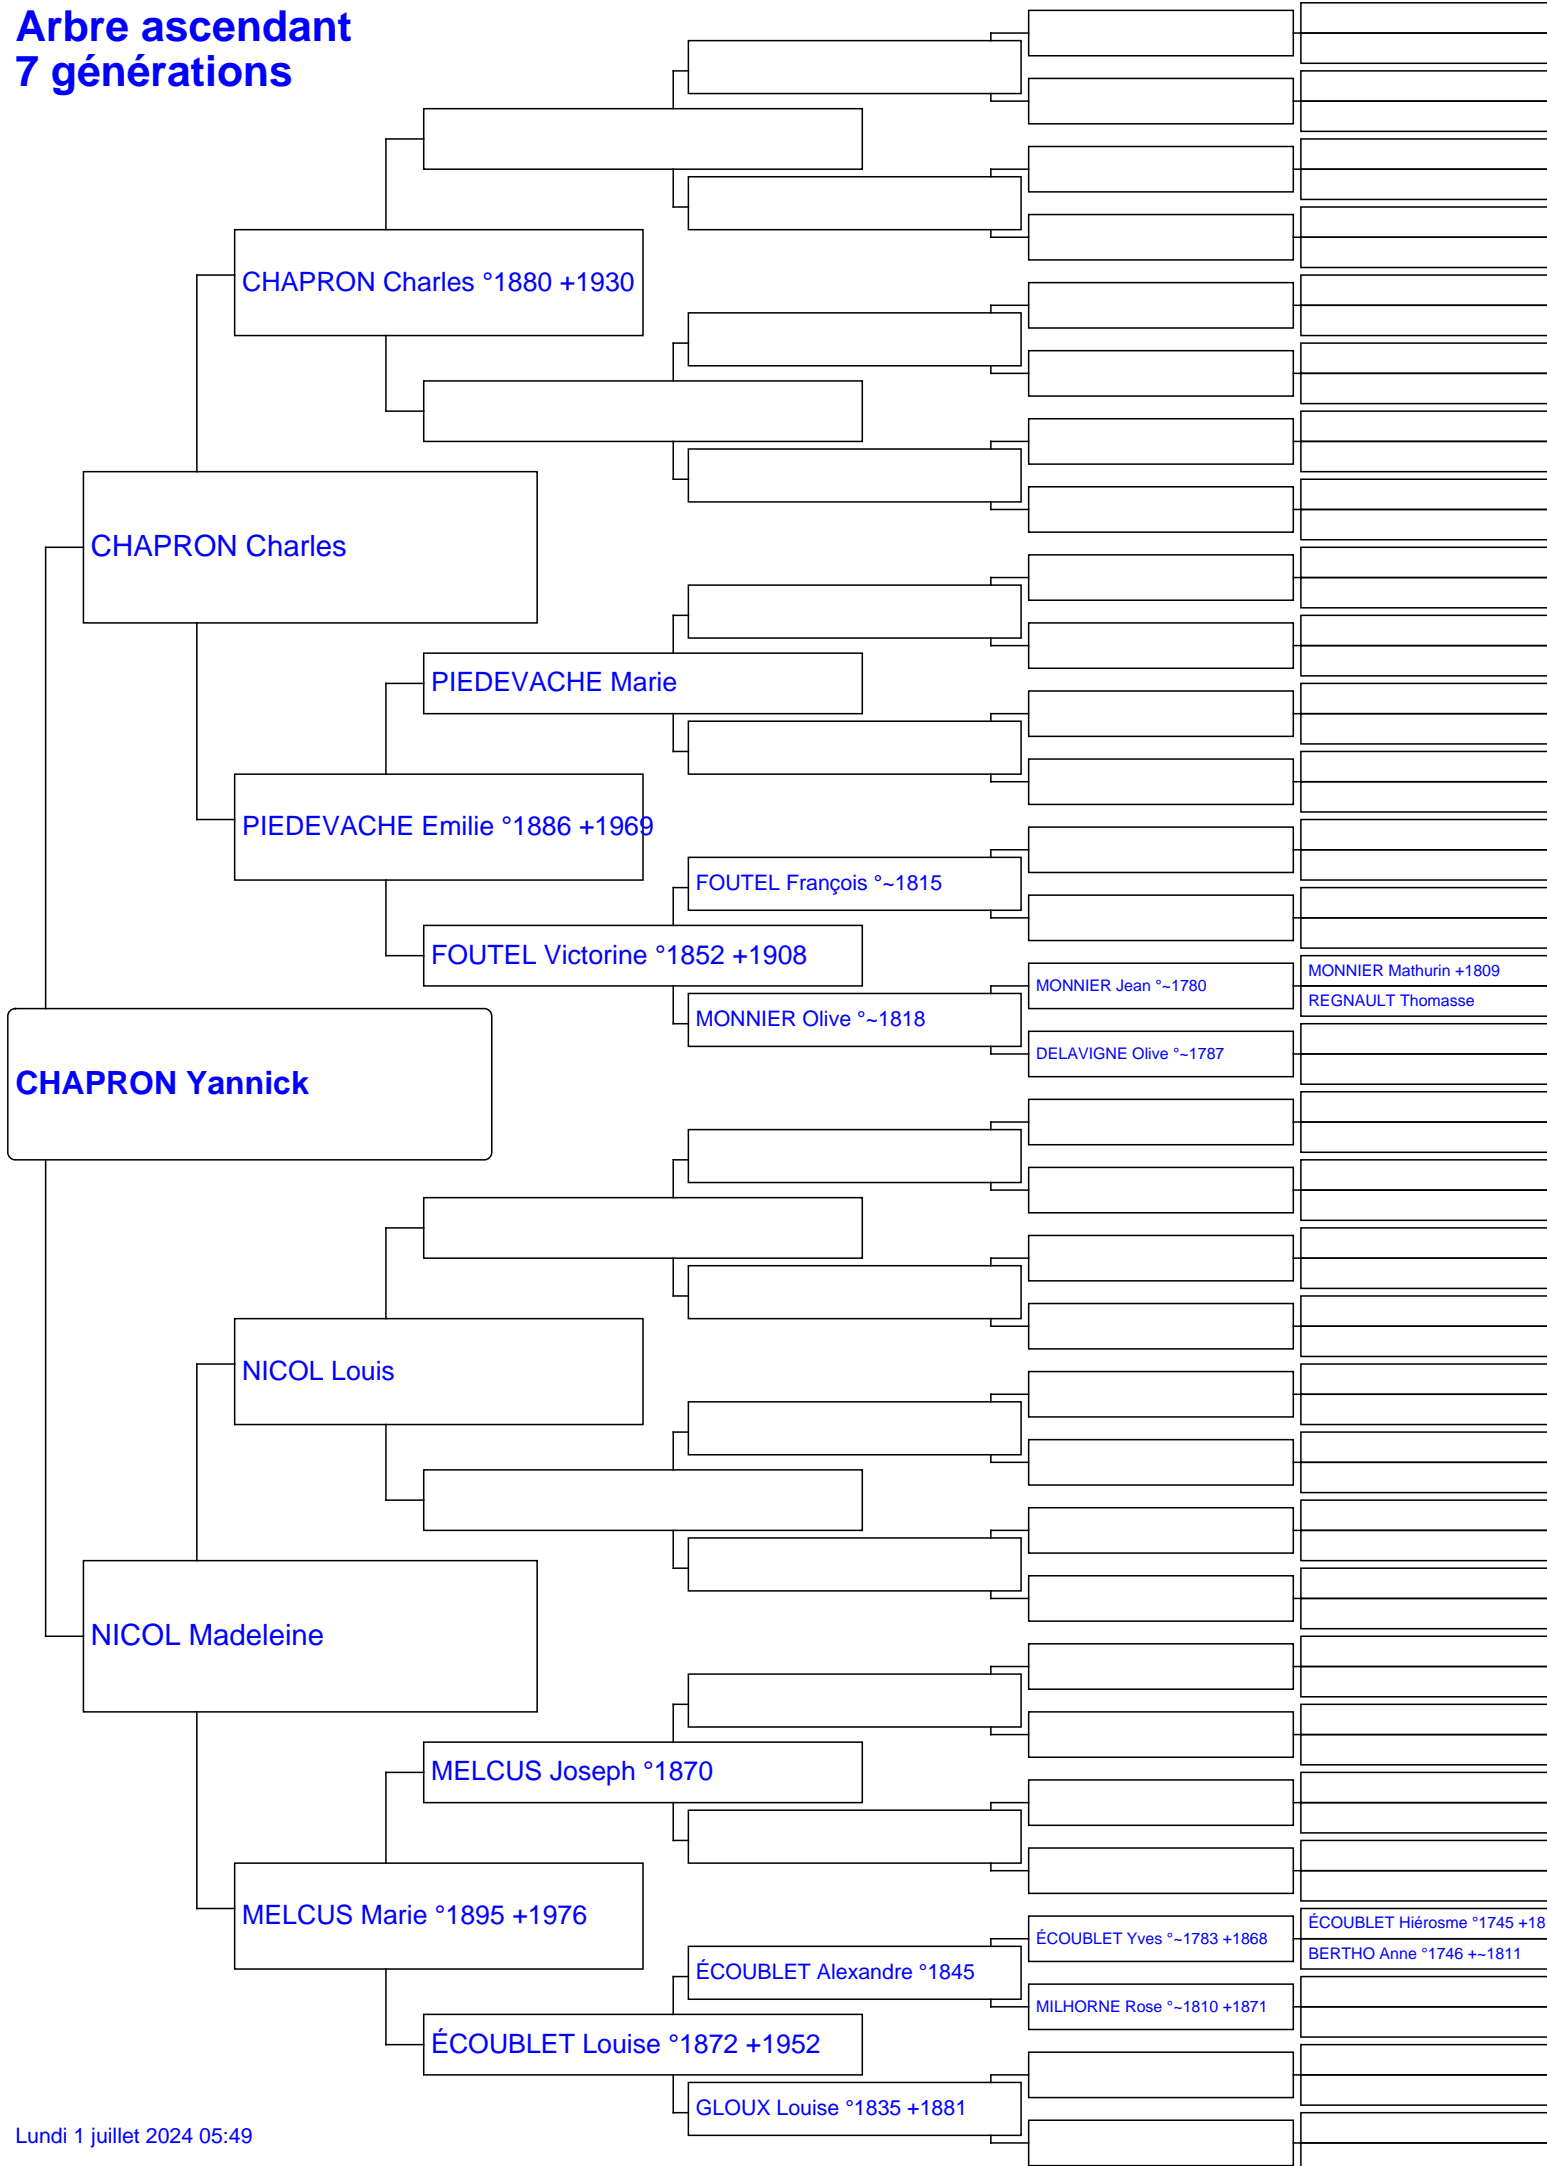 Arbre ascendant
7 générations
CHAPRON Charles °1880 +1930
CHAPRON Charles
PIEDEVACHE Marie
PIEDEVACHE Emilie °1886 +1969
FOUTEL François °~1815
FOUTEL Victorine °1852 +1908
MONNIER Mathurin +1809
MONNIER Jean °~1780
REGNAULT Thomasse
MONNIER Olive °~1818
DELAVIGNE Olive °~1787
CHAPRON Yannick
NICOL Louis
NICOL Madeleine
MELCUS Joseph °1870
MELCUS Marie °1895 +1976
ÉCOUBLET Hiérosme °1745 +18
ÉCOUBLET Yves °~1783 +1868
BERTHO Anne °1746 +~1811
ÉCOUBLET Alexandre °1845
MILHORNE Rose °~1810 +1871
ÉCOUBLET Louise °1872 +1952
GLOUX Louise °1835 +1881
Lundi 1 juillet 2024 05:49